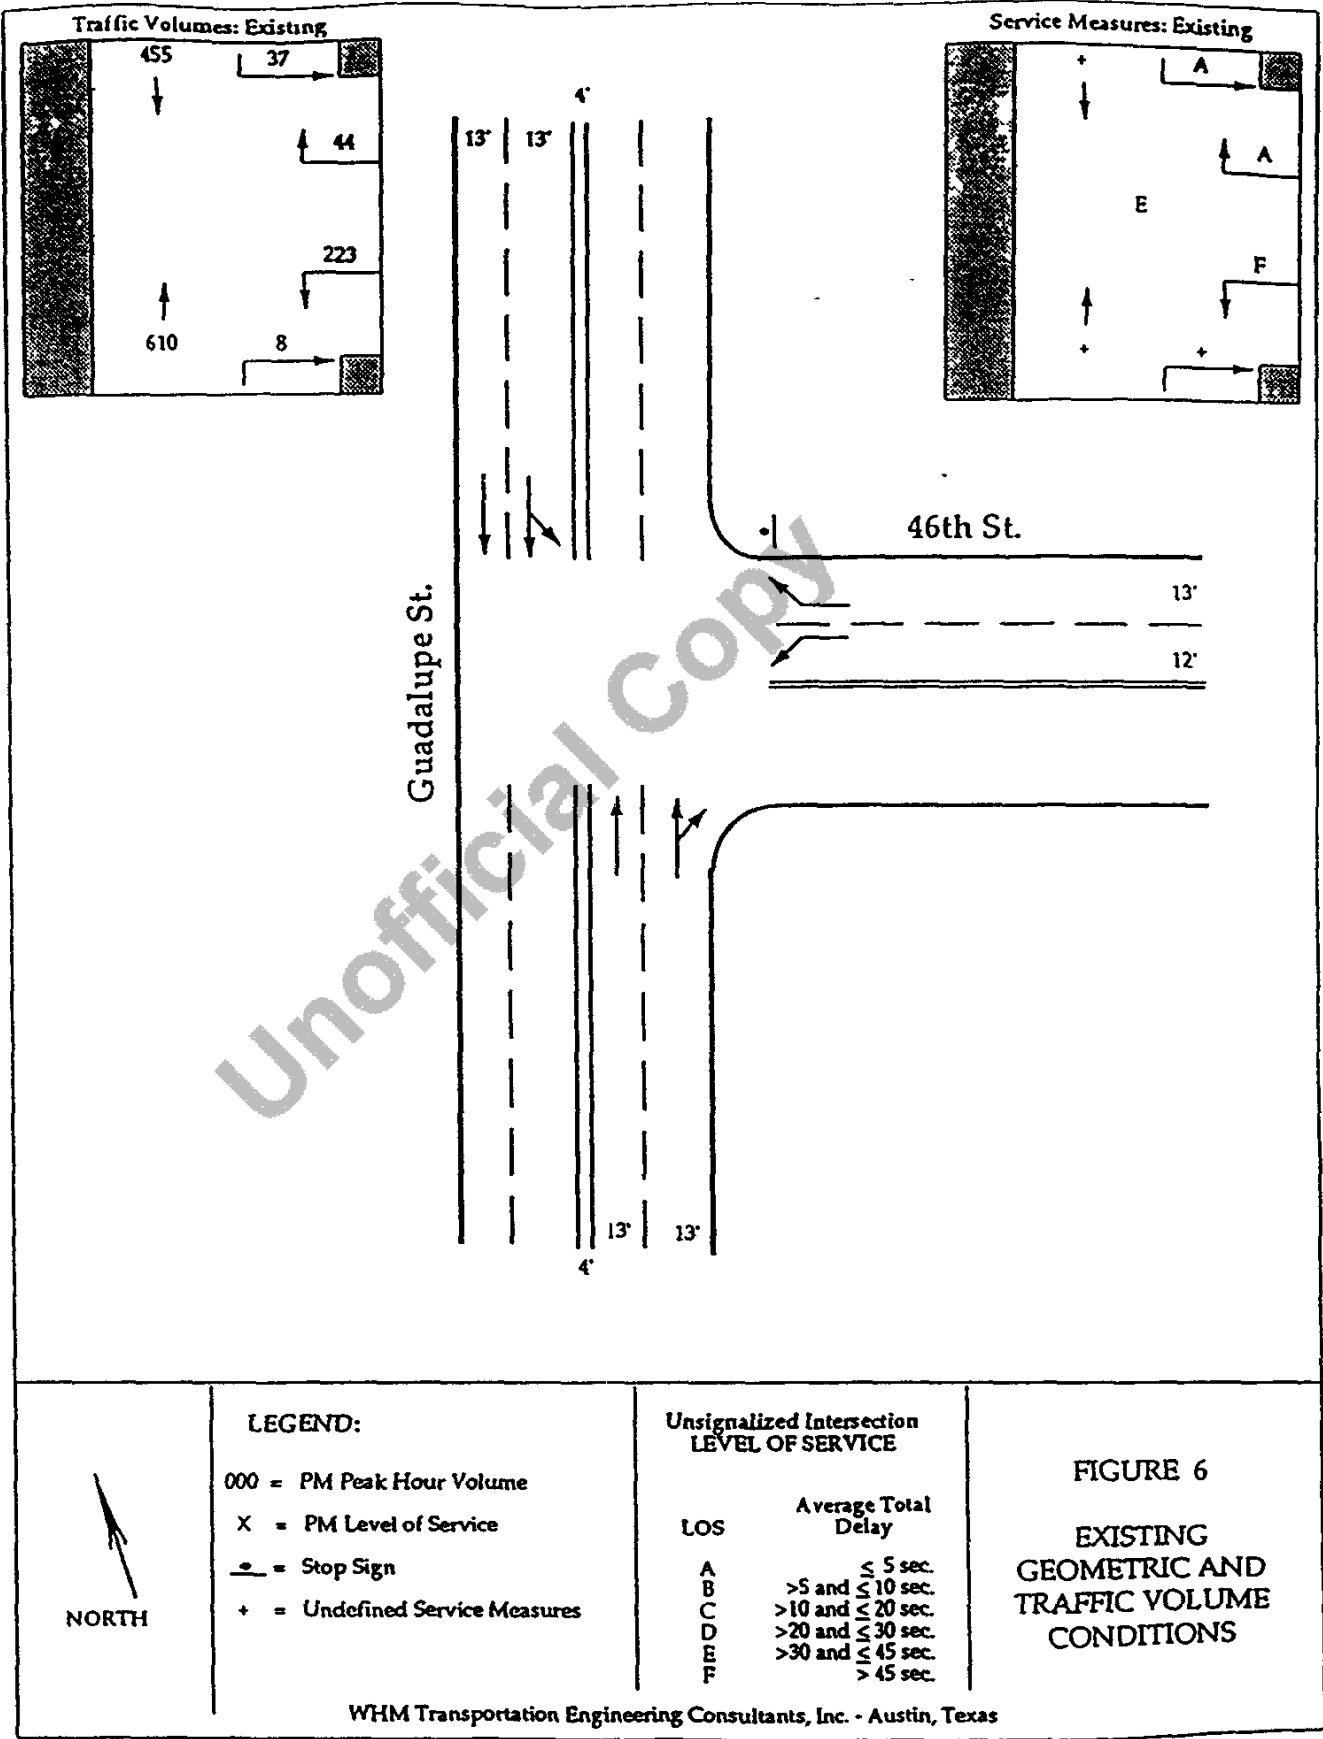 Traffic Volumes: Existing
455
37
44
223
610
8
Service Measures: Existing
+
A
A
E
F
+
+
4'
13'
13'
46th St.
13'
12'
Guadalupe St.
Unofficial Copy
13'
13'
4'
NORTH
LEGEND:
000 = PM Peak Hour Volume
X = PM Level of Service
= Stop Sign
+ = Undefined Service Measures
Unsignalized Intersection
LEVEL OF SERVICE
LOS
Average Total
Delay
A ≤ 5 sec.
B >5 and ≤ 10 sec.
C >10 and ≤ 20 sec.
D >20 and ≤ 30 sec.
E >30 and ≤ 45 sec.
F > 45 sec.
FIGURE 6
EXISTING
GEOMETRIC AND
TRAFFIC VOLUME
CONDITIONS
WHM Transportation Engineering Consultants, Inc. - Austin, Texas